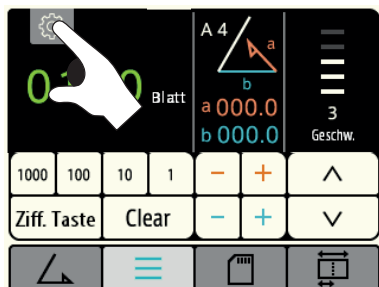 A 4
a
b
Blatt
a 000.0
b 000.0
3
Geschw.
1000 100 10 1 − +
Ziff. Taste Clear − +